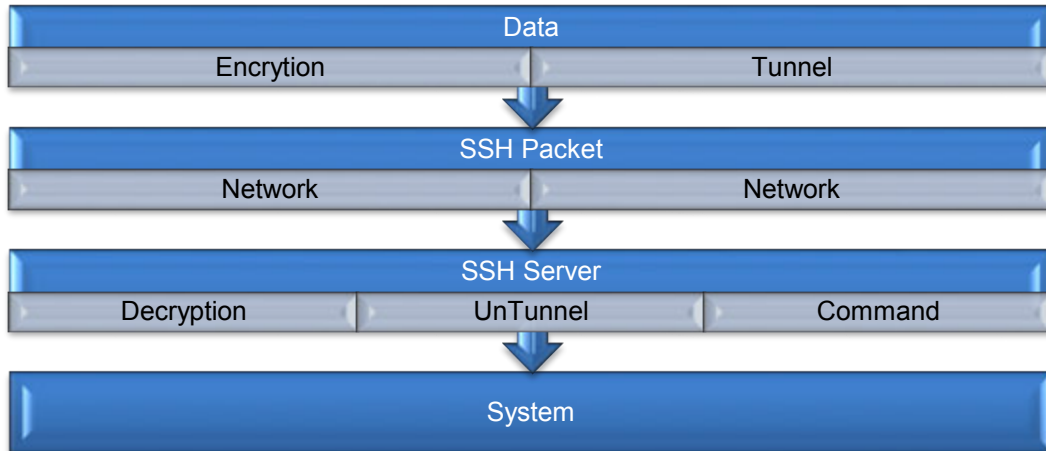 Data
Encrytion Tunnel
SSH Packet
Network Network
SSH Server
Decryption UnTunnel Command
System